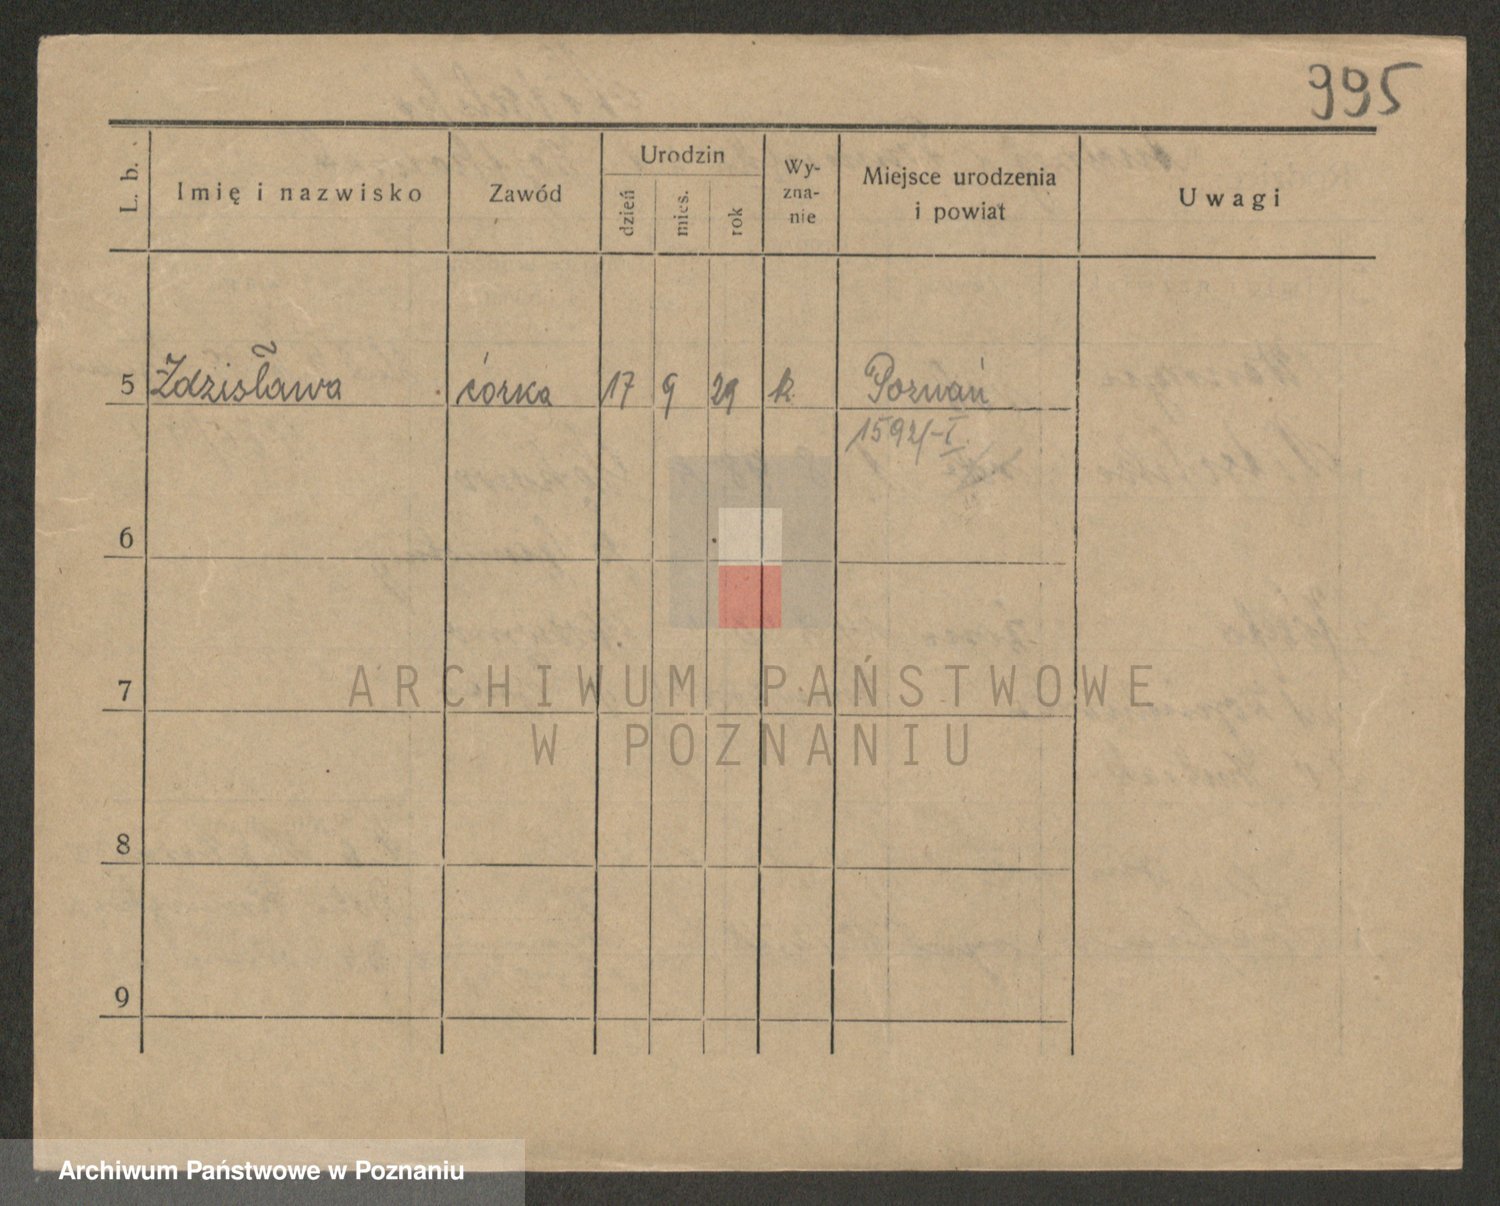 995
L. b.
Imię i nazwisko
Zawód
Urodzin
dzień
mies.
rok
Wy-
zna-
nie
Miejsce urodzenia
i powiat
Uwagi
5 Zdzisława córka 17 9 29 k. Poznań
1592/-I
6
7
8
9
ARCHIWUM PAŃSTWOWE
W POZNANIU
Archiwum Państwowe w Poznaniu